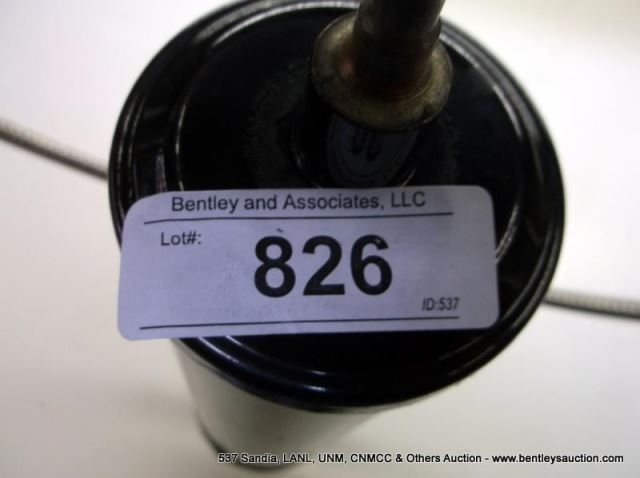 Bentley and Associates, LLC
Lot#:
826
ID:537
537 Sandia, LANL, UNM, CNMCC & Others Auction - www.bentleysauction.com